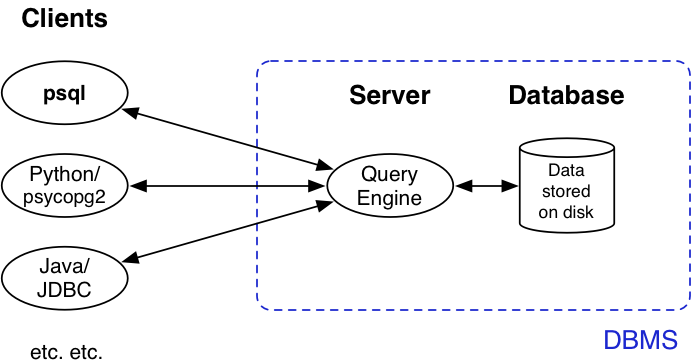 Clients
psql
Python/
psycopg2
Java/
JDBC
etc. etc.
Server
Query
Engine
Database
Data
stored
on disk
DBMS